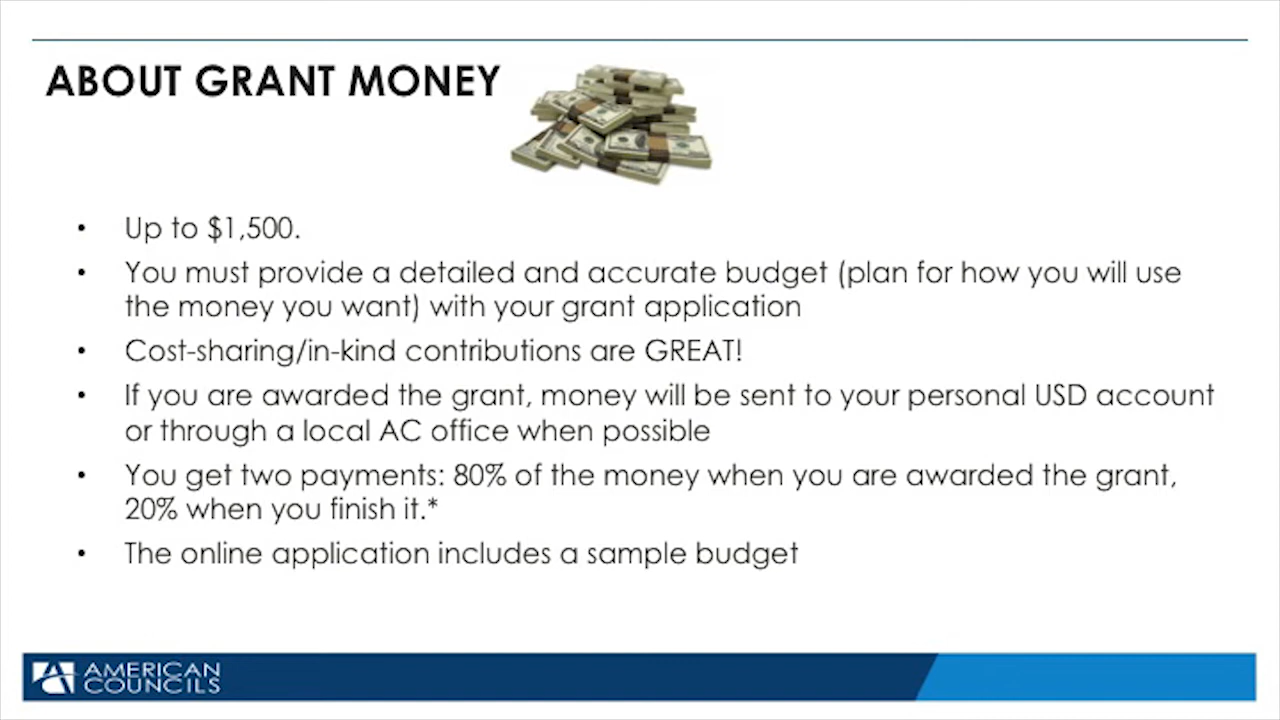 ABOUT GRANT MONEY
• Up to $1,500.
• You must provide a detailed and accurate budget (plan for how you will use
the money you want) with your grant application
• Cost-sharing/in-kind contributions are GREAT!
• If you are awarded the grant, money will be sent to your personal USD account
or through a local AC office when possible
• You get two payments: 80% of the money when you are awarded the grant,
20% when you finish it.*
• The online application includes a sample budget
AMERICAN
COUNCILS